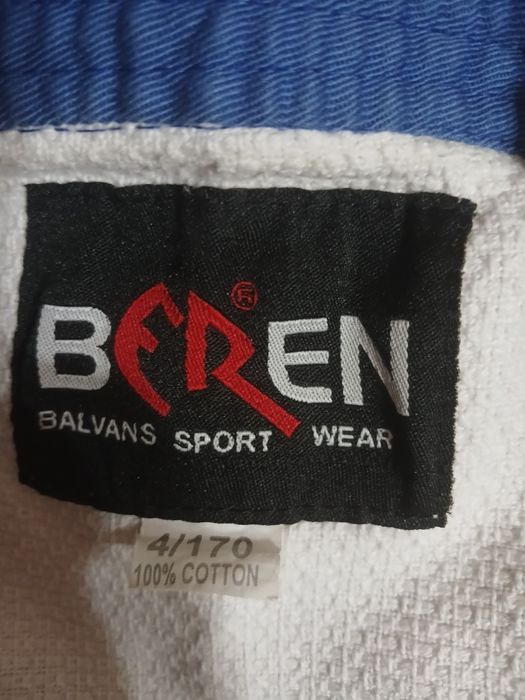 BEREN®
BALVANS SPORT WEAR
4/170
100% COTTON